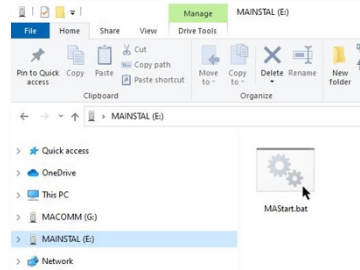 Manage
MAINSTAL (E:)
File
Home
Share
View
Drive Tools
Pin to Quick access
Copy
Paste
Cut
Copy path
Paste shortcut
Move to
Copy to
Delete
Rename
New folder
Clipboard
Organize
MAINSTAL (E:)
Quick access
OneDrive
This PC
MACOMM (G:)
MAINSTAL (E:)
Network
MAStart.bat